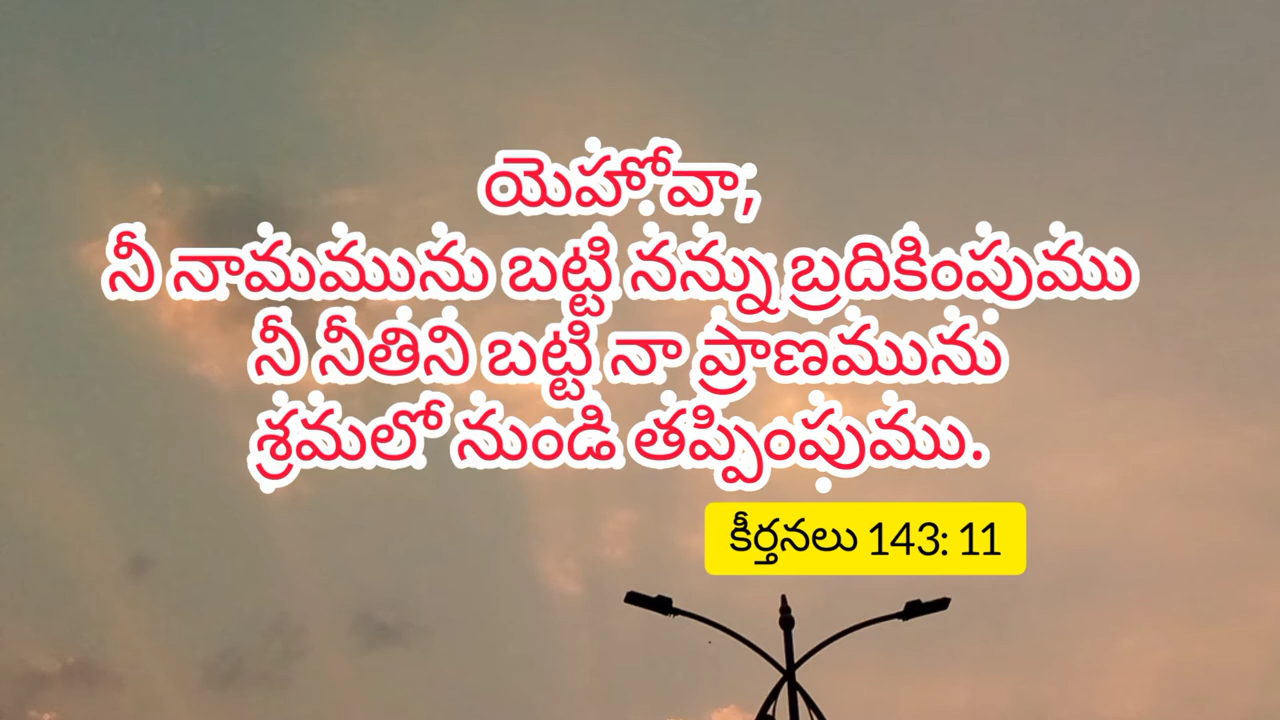 యెహోవా,
నీ నామమును బట్టి నన్ను బ్రదికింపుము
నీ నీతిని బట్టి నా ప్రాణమును
శ్రమలో నుండి తప్పింపుము.
కీర్తనలు 143: 11